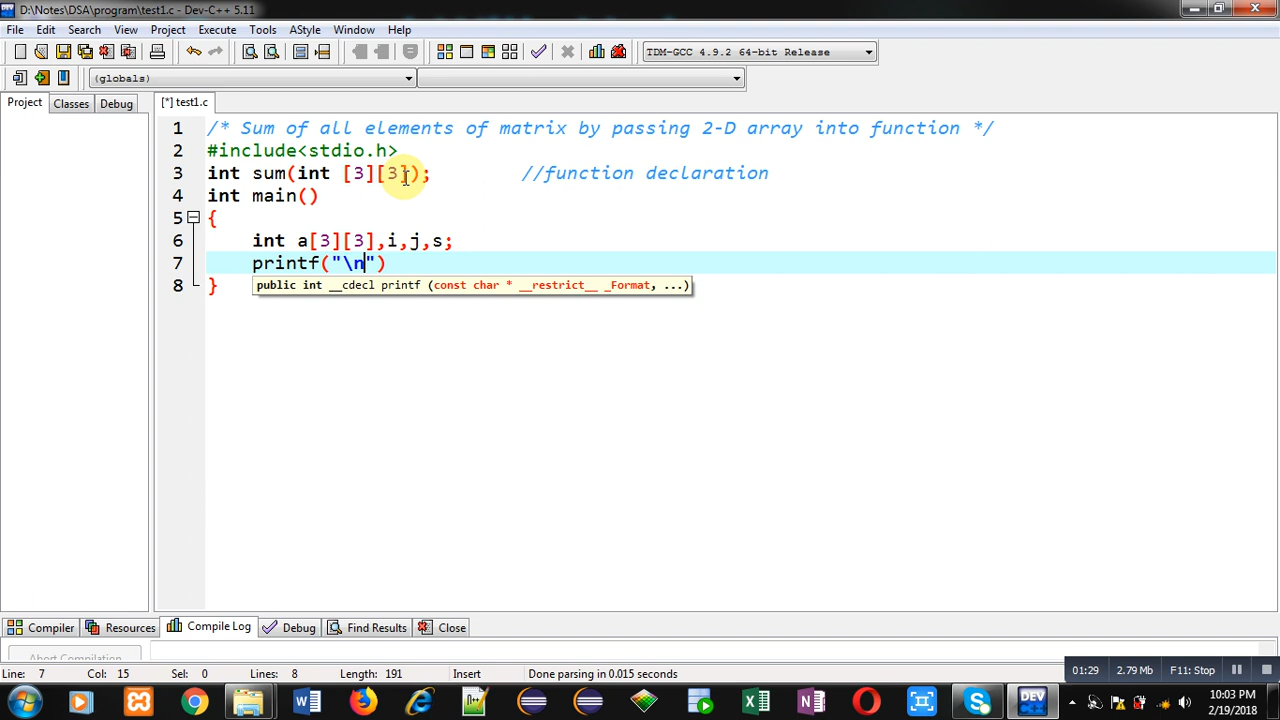 D:\Notes\DSA\program\test1.c - Dev-C++ 5.11
File Edit Search View Project Execute Tools AStyle Window Help
TDM-GCC 4.9.2 64-bit Release
(globals)
Project Classes Debug [*] test1.c
1 /* Sum of all elements of matrix by passing 2-D array into function */
2 #include<stdio.h>
3 int sum(int [3][3]); //function declaration
4 int main()
5 {
6 int a[3][3],i,j,s;
7 printf("\n")
8 }
public int __cdecl printf (const char * __restrict__ _Format, ...)
Compiler Resources Compile Log Debug Find Results Close
Abort Compilation
Line: 7 Col: 15 Sel: 0 Lines: 8 Length: 191 Insert Done parsing in 0.015 seconds
01:29 2.79 Mb F11: Stop
DEV
10:03 PM
2/19/2018